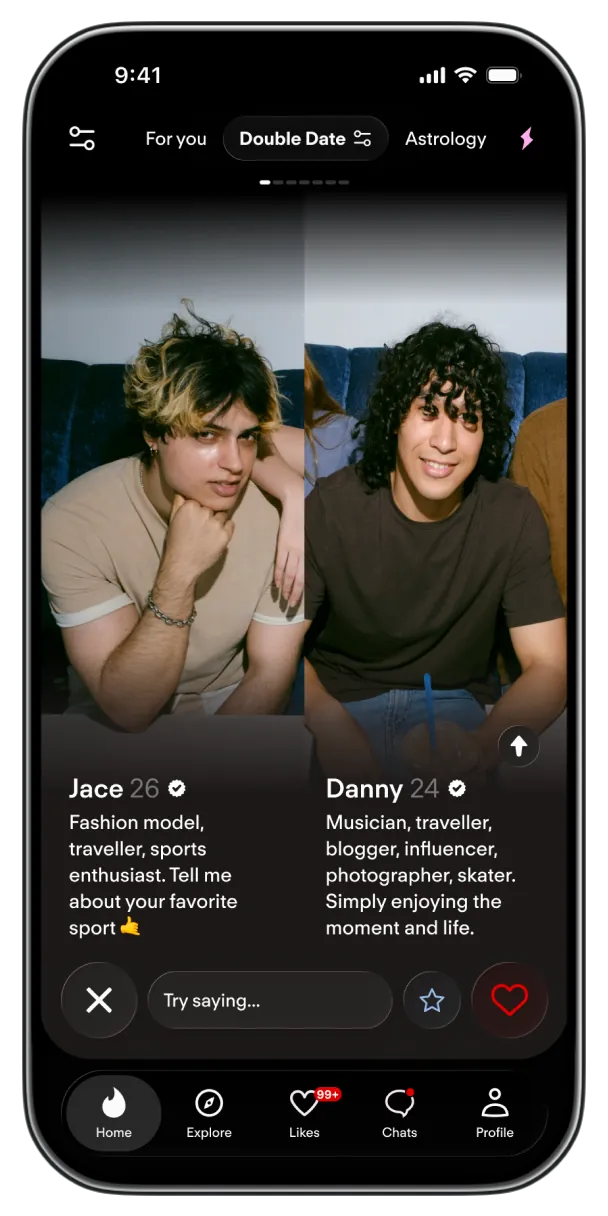 9:41
For you
Double Date
Astrology
Jace 26
Fashion model,
traveller, sports
enthusiast. Tell me
about your favorite
sport 🤙
Danny 24
Musician, traveller,
blogger, influencer,
photographer, skater.
Simply enjoying the
moment and life.
Try saying...
99+
Home
Explore
Likes
Chats
Profile